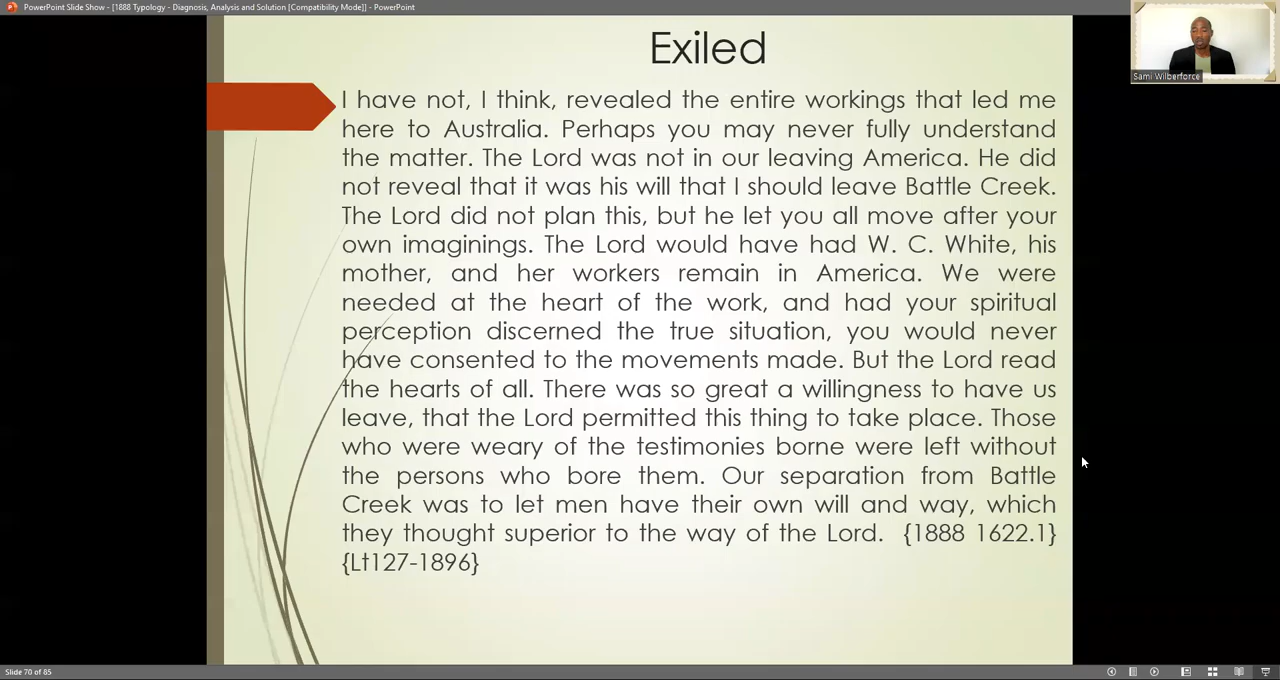 PowerPoint Slide Show - [1888 Typology - Diagnosis, Analysis and Solution [Compatibility Mode]] - PowerPoint
Sami Wilberforce
Exiled
I have not, I think, revealed the entire workings that led me
here to Australia. Perhaps you may never fully understand
the matter. The Lord was not in our leaving America. He did
not reveal that it was his will that I should leave Battle Creek.
The Lord did not plan this, but he let you all move after your
own imaginings. The Lord would have had W. C. White, his
mother, and her workers remain in America. We were
needed at the heart of the work, and had your spiritual
perception discerned the true situation, you would never
have consented to the movements made. But the Lord read
the hearts of all. There was so great a willingness to have us
leave, that the Lord permitted this thing to take place. Those
who were weary of the testimonies borne were left without
the persons who bore them. Our separation from Battle
Creek was to let men have their own will and way, which
they thought superior to the way of the Lord. {1888 1622.1}
{Lt127-1896}
Slide 70 of 85